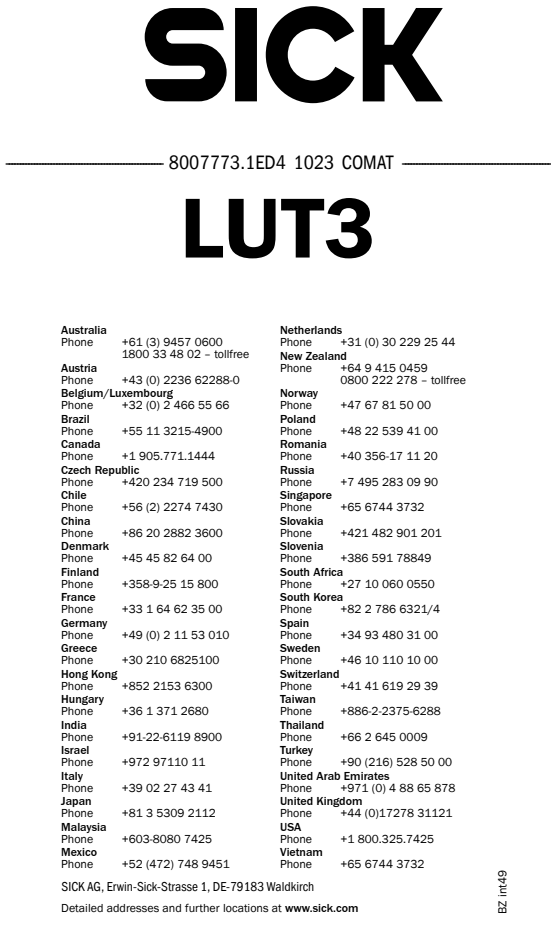 SICK
8007773.1ED4 1023 COMAT
LUT3
Australia
Phone +61 (3) 9457 0600
1800 33 48 02 – tollfree
Austria
Phone +43 (0) 2236 62288-0
Belgium/Luxembourg
Phone +32 (0) 2 466 55 66
Brazil
Phone +55 11 3215-4900
Canada
Phone +1 905.771.1444
Czech Republic
Phone +420 234 719 500
Chile
Phone +56 (2) 2274 7430
China
Phone +86 20 2882 3600
Denmark
Phone +45 45 82 64 00
Finland
Phone +358-9-25 15 800
France
Phone +33 1 64 62 35 00
Germany
Phone +49 (0) 2 11 53 010
Greece
Phone +30 210 6825100
Hong Kong
Phone +852 2153 6300
Hungary
Phone +36 1 371 2680
India
Phone +91-22-6119 8900
Israel
Phone +972 97110 11
Italy
Phone +39 02 27 43 41
Japan
Phone +81 3 5309 2112
Malaysia
Phone +603-8080 7425
Mexico
Phone +52 (472) 748 9451
Netherlands
Phone +31 (0) 30 229 25 44
New Zealand
Phone +64 9 415 0459
0800 222 278 – tollfree
Norway
Phone +47 67 81 50 00
Poland
Phone +48 22 539 41 00
Romania
Phone +40 356-17 11 20
Russia
Phone +7 495 283 09 90
Singapore
Phone +65 6744 3732
Slovakia
Phone +421 482 901 201
Slovenia
Phone +386 591 78849
South Africa
Phone +27 10 060 0550
South Korea
Phone +82 2 786 6321/4
Spain
Phone +34 93 480 31 00
Sweden
Phone +46 10 110 10 00
Switzerland
Phone +41 41 619 29 39
Taiwan
Phone +886-2-2375-6288
Thailand
Phone +66 2 645 0009
Turkey
Phone +90 (216) 528 50 00
United Arab Emirates
Phone +971 (0) 4 88 65 878
United Kingdom
Phone +44 (0)17278 31121
USA
Phone +1 800.325.7425
Vietnam
Phone +65 6744 3732
SICK AG, Erwin-Sick-Strasse 1, DE-79183 Waldkirch
Detailed addresses and further locations at www.sick.com
BZ int49